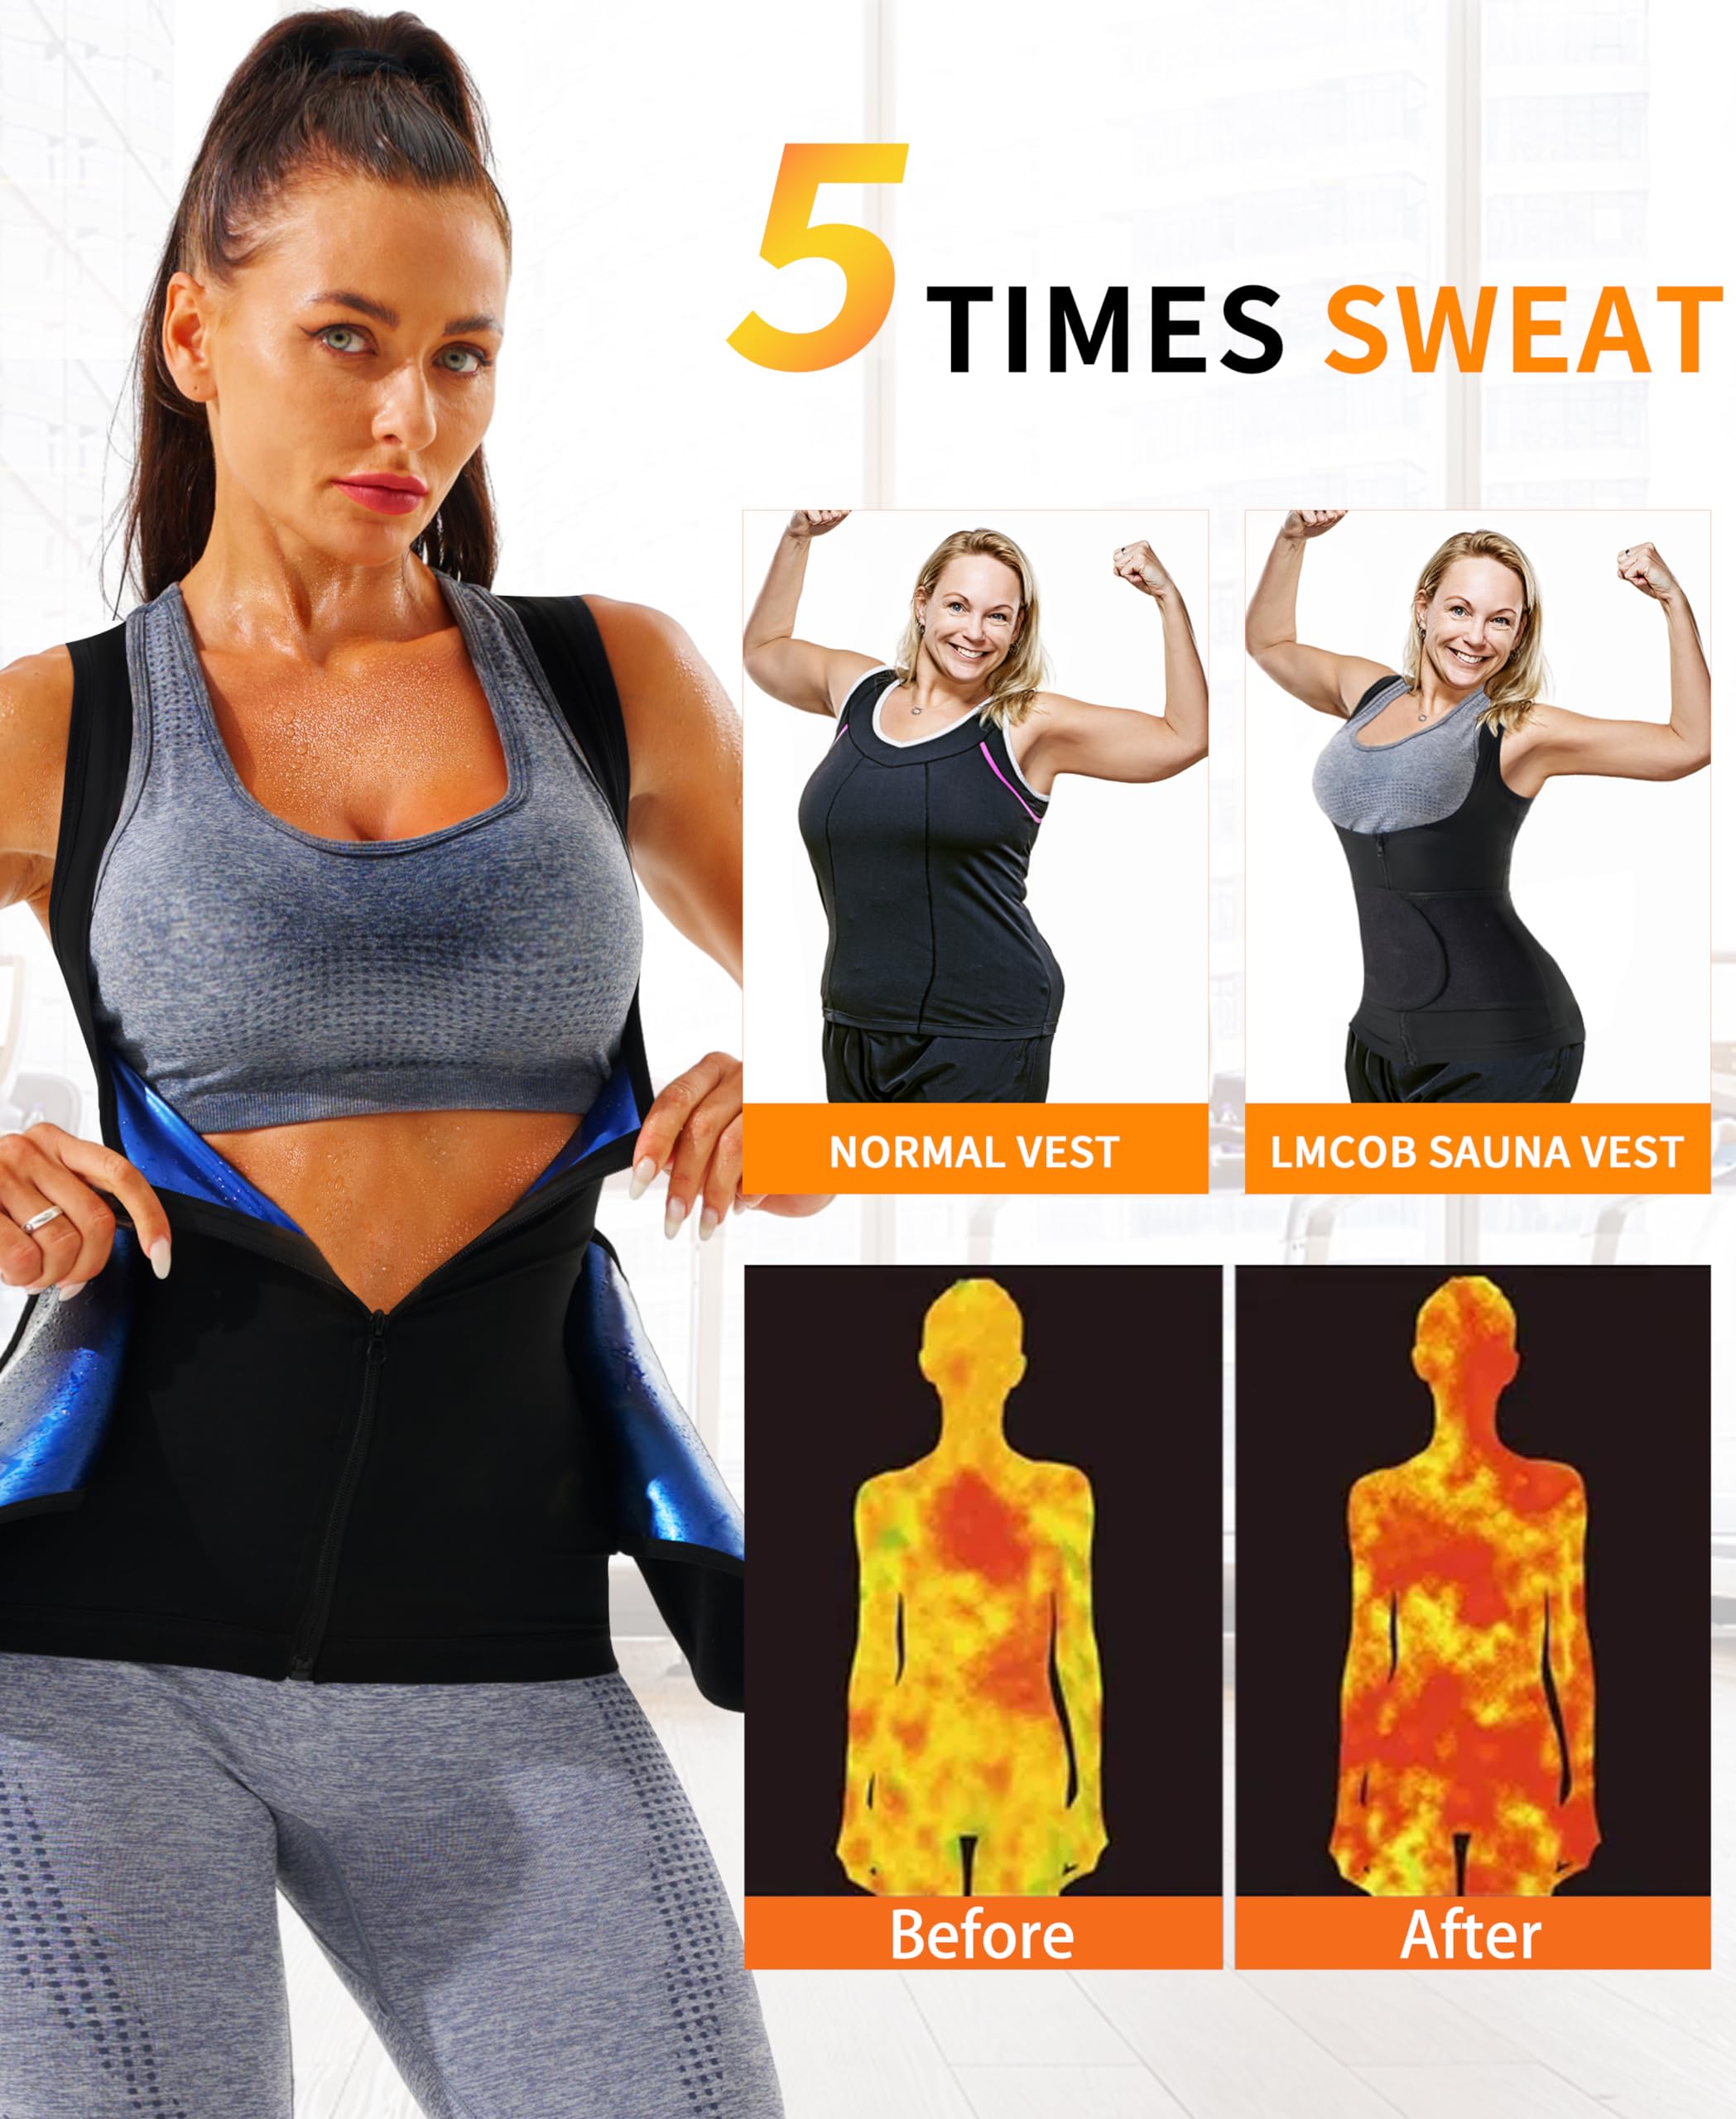 5 TIMES SWEAT
NORMAL VEST
LMCOB SAUNA VEST
Before
After